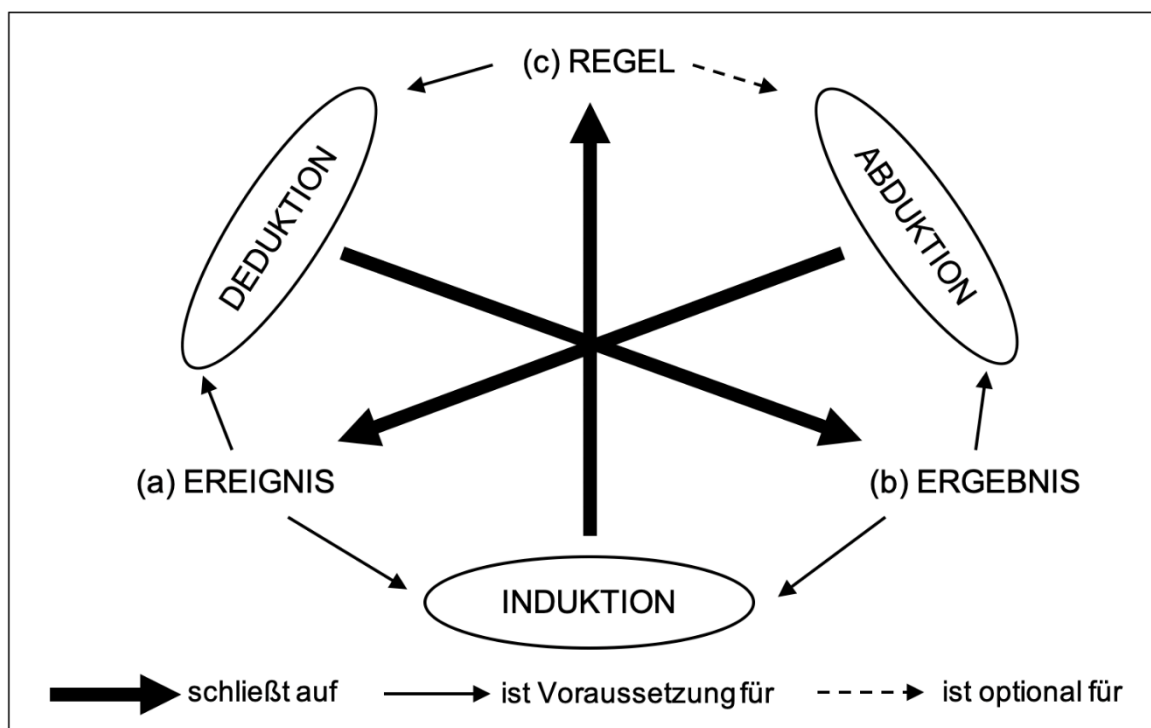 (c) REGEL
DEDUKTION
ABDUKTION
(a) EREIGNIS
(b) ERGEBNIS
INDUKTION
schließt auf
ist Voraussetzung für
ist optional für